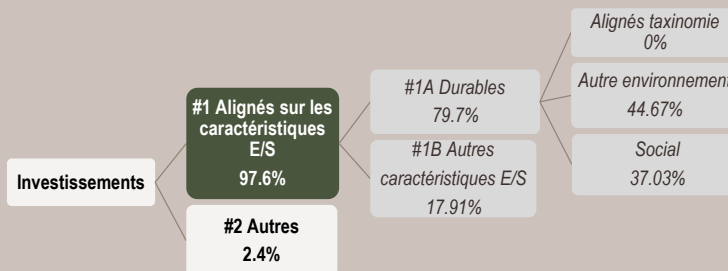 Investissements
#1 Alignés sur les
caractéristiques
E/S
97.6%
#2 Autres
2.4%
#1A Durables
79.7%
#1B Autres
caractéristiques E/S
17.91%
Alignés taxinomie
0%
Autre environnement
44.67%
Social
37.03%